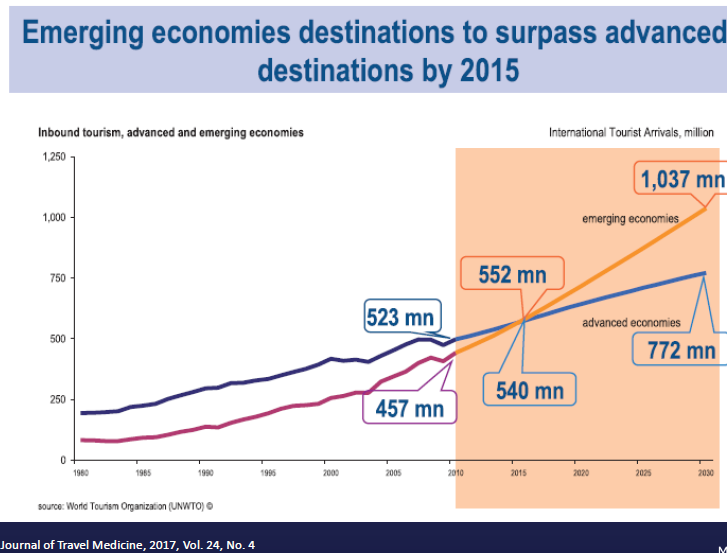 Emerging economies destinations to surpass advanced
destinations by 2015
Inbound tourism, advanced and emerging economies
International Tourist Arrivals, million
1,250
1,000
750
500
250
0
1,037 mn
emerging economies
552 mn
523 mn
advanced economies
772 mn
540 mn
457 mn
1980
1985
1990
1995
2000
2005
2010
2015
2020
2025
2030
source: World Tourism Organization (UNWTO) ©
Journal of Travel Medicine, 2017, Vol. 24, No. 4